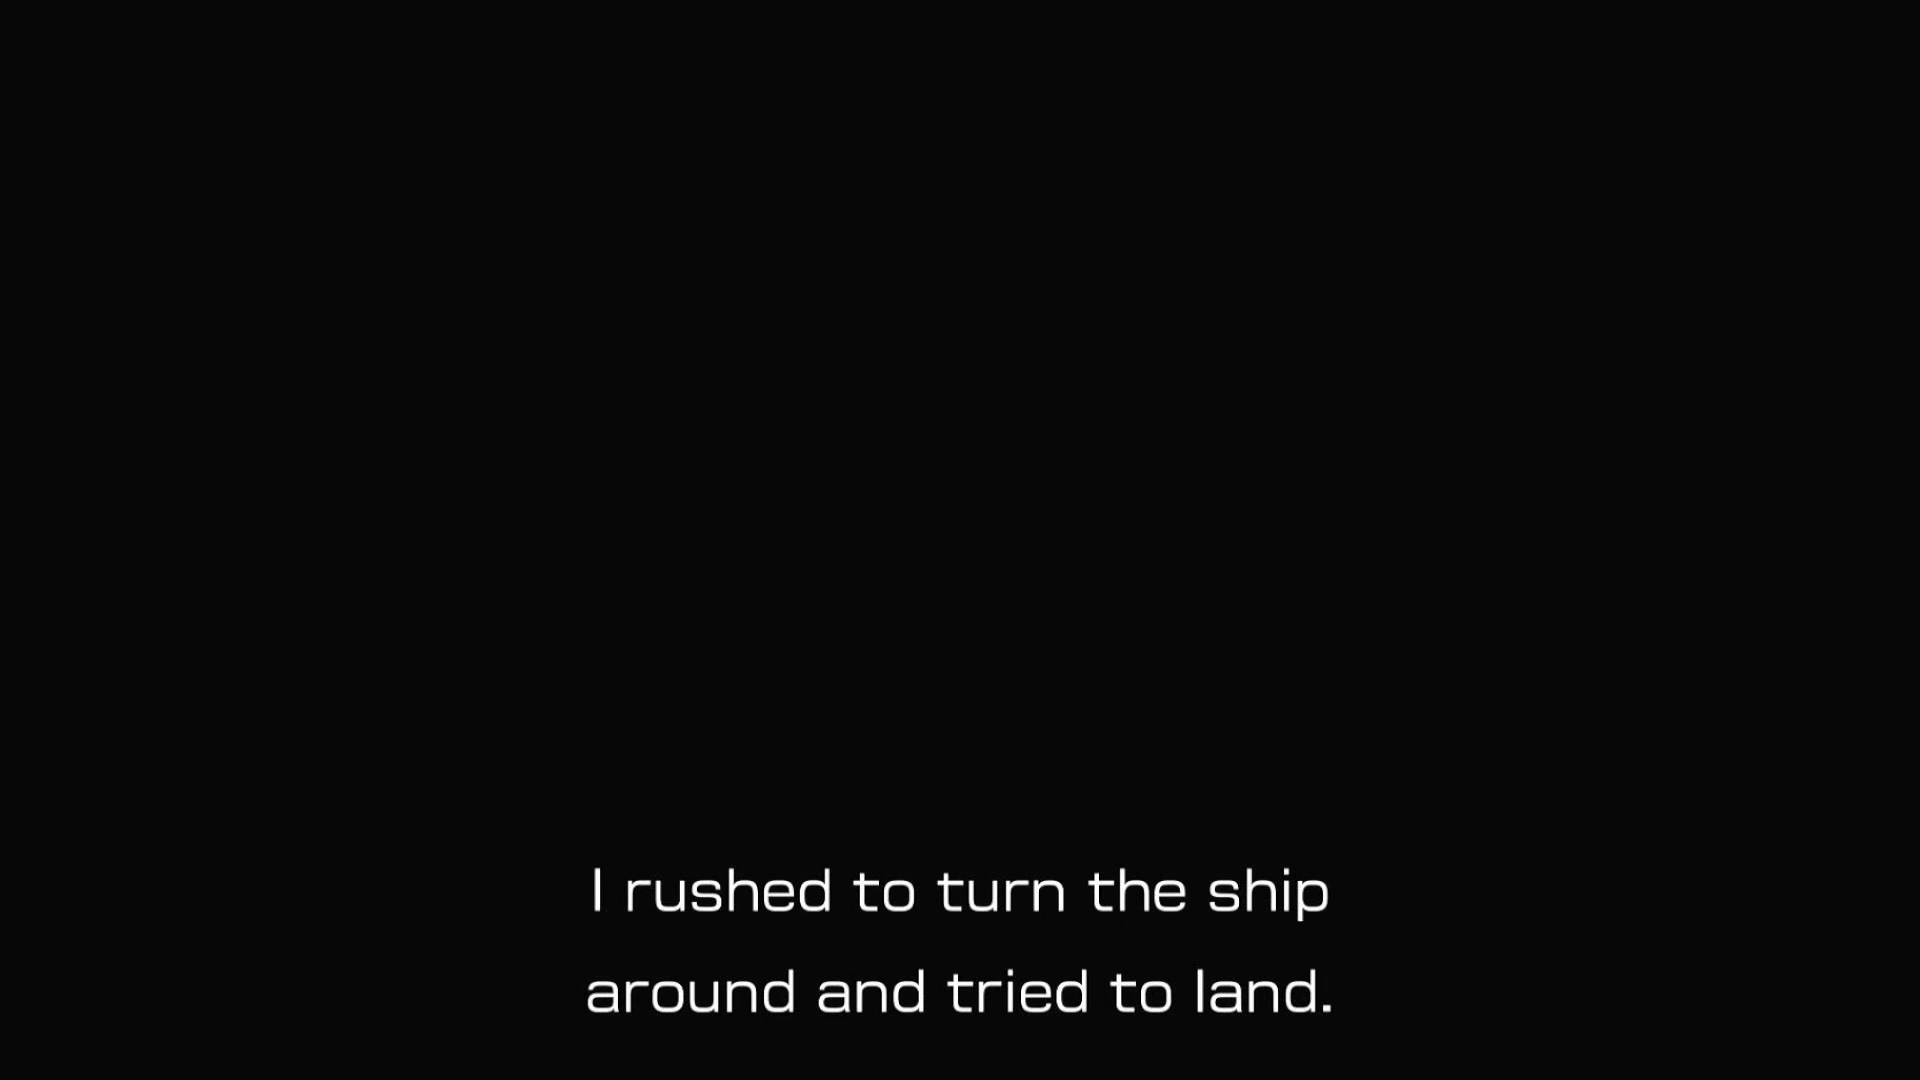 I rushed to turn the ship
around and tried to land.